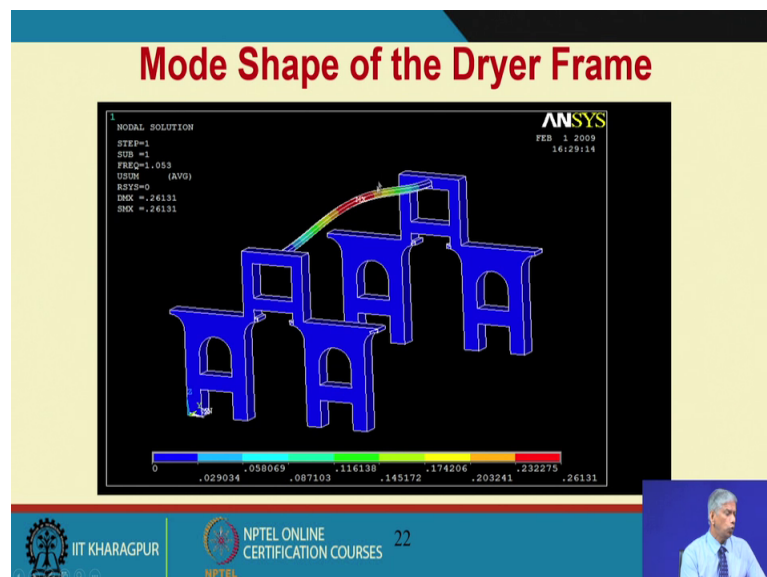 Mode Shape of the Dryer Frame
1
NODAL SOLUTION
STEP=1
SUB =1
FREQ=1.053
USUM (AVG)
RSYS=0
DMX =.26131
SMX =.26131
ANSYS
FEB 1 2009
16:29:14
MX
0 .058069 .116138 .174206 .232275
.029034 .087103 .145172 .203241 .26131
IIT KHARAGPUR
NPTEL ONLINE
CERTIFICATION COURSES
22
NPTEL